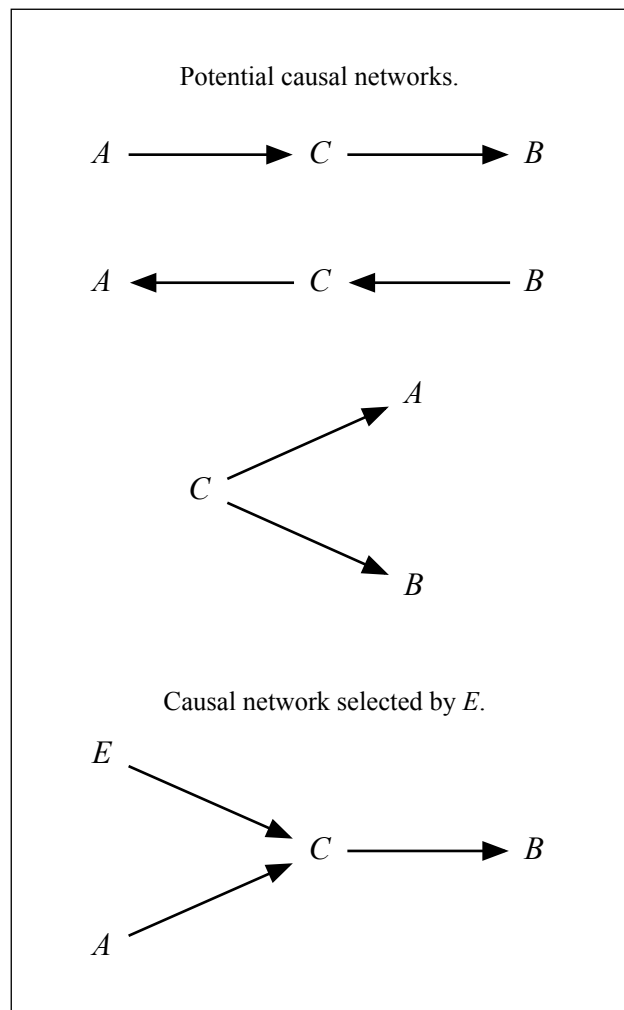 Potential causal networks.
A C B
A C B
A
C
B
Causal network selected by E.
E
C B
A